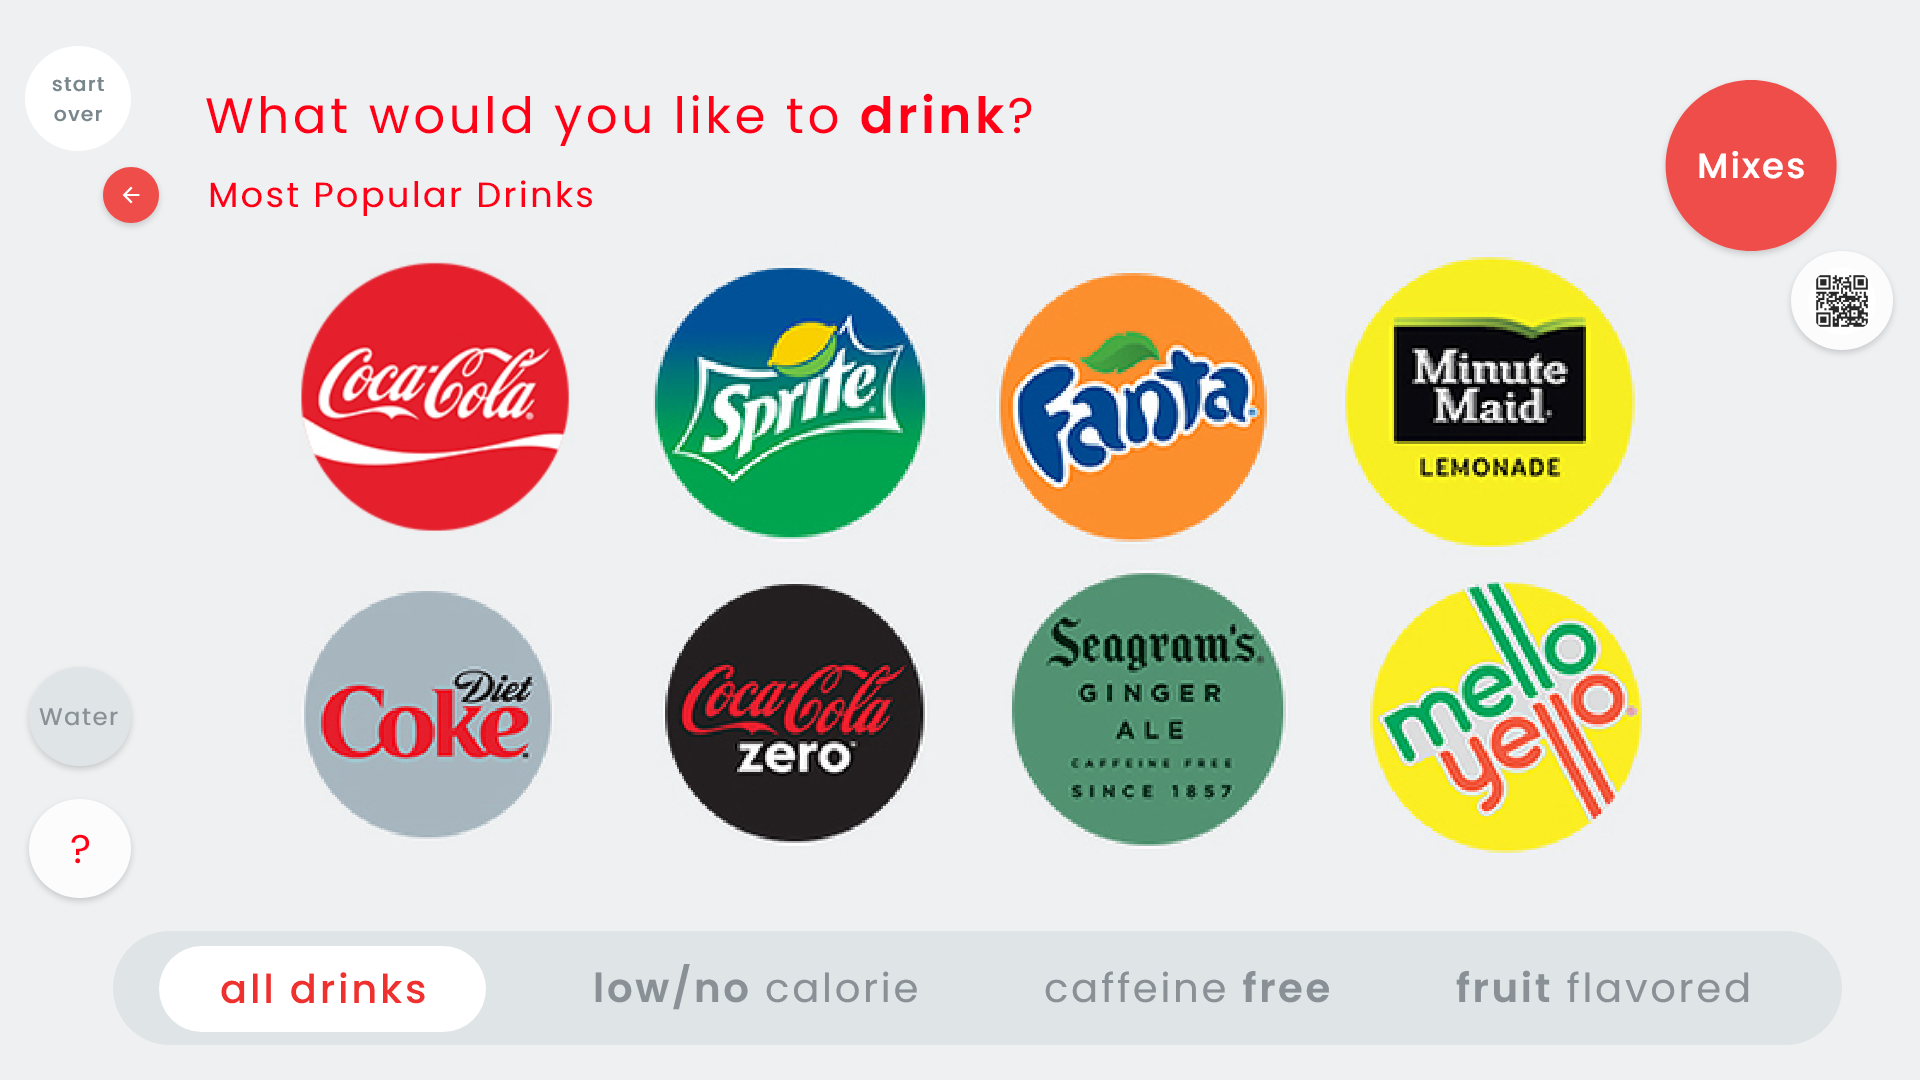 start
over
What would you like to drink?
Most Popular Drinks
Mixes
Coca-Cola
Sprite
Fanta
Minute
Maid
LEMONADE
Diet
Coke
Coca-Cola
zero
Seagram's
GINGER
ALE
CAFFEINE FREE
SINCE 1857
mello
yello
Water
?
all drinks
low/no calorie
caffeine free
fruit flavored